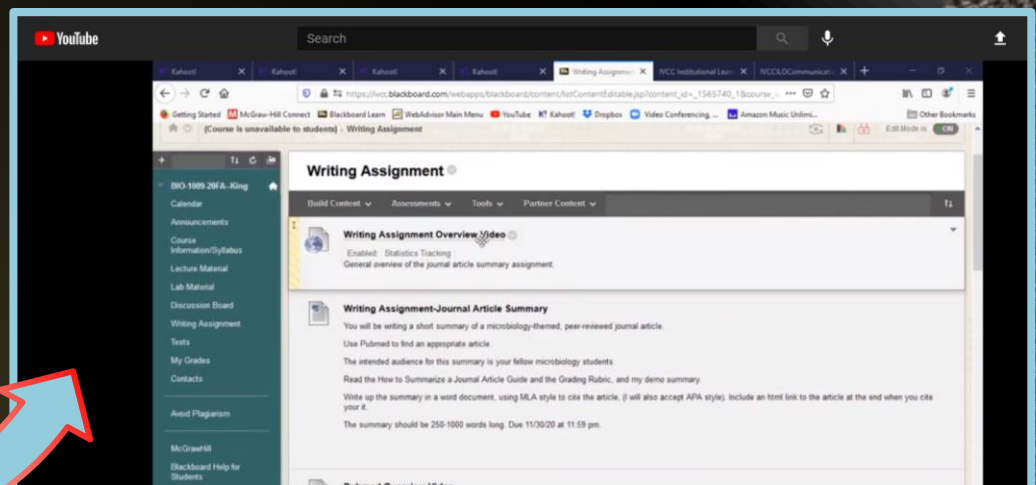 YouTube
Search
Kahoot! Kahoot! Kahoot! Kahoot! Writing Assignmen IVCC Institutional Learn IVCCILOCommunicati
https://ivcc.blackboard.com/webapps/blackboard/content/listContentEditable.jsp?content_id=_1565740_1&course_
Getting Started McGraw-Hill Connect Blackboard Learn WebAdvisor Main Menu YouTube Kahoot! Dropbox Video Conferencing, ... Amazon Music Unlimi... Other Bookmarks
(Course is unavailable to students) Writing Assignment Edit Mode is: ON
BIO-1009-20FA-King
Calendar
Announcements
Course
Information/Syllabus
Lecture Material
Lab Material
Discussion Board
Writing Assignment
Tests
My Grades
Contacts
Avoid Plagiarism
McGrawHill
Blackboard Help for
Students
Writing Assignment
Build Content Assessments Tools Partner Content
Writing Assignment Overview Video
Enabled: Statistics Tracking
General overview of the journal article summary assignment.
Writing Assignment-Journal Article Summary
You will be writing a short summary of a microbiology-themed, peer-reviewed journal article.
Use Pubmed to find an appropriate article.
The intended audience for this summary is your fellow microbiology students.
Read the How to Summarize a Journal Article Guide and the Grading Rubric, and my demo summary.
Write up the summary in a word document, using MLA style to cite the article, (I will also accept APA style). Include an html link to the article at the end when you cite
your it.
The summary should be 250-1000 words long. Due 11/30/20 at 11:59 pm.
Pubmed Overview Video